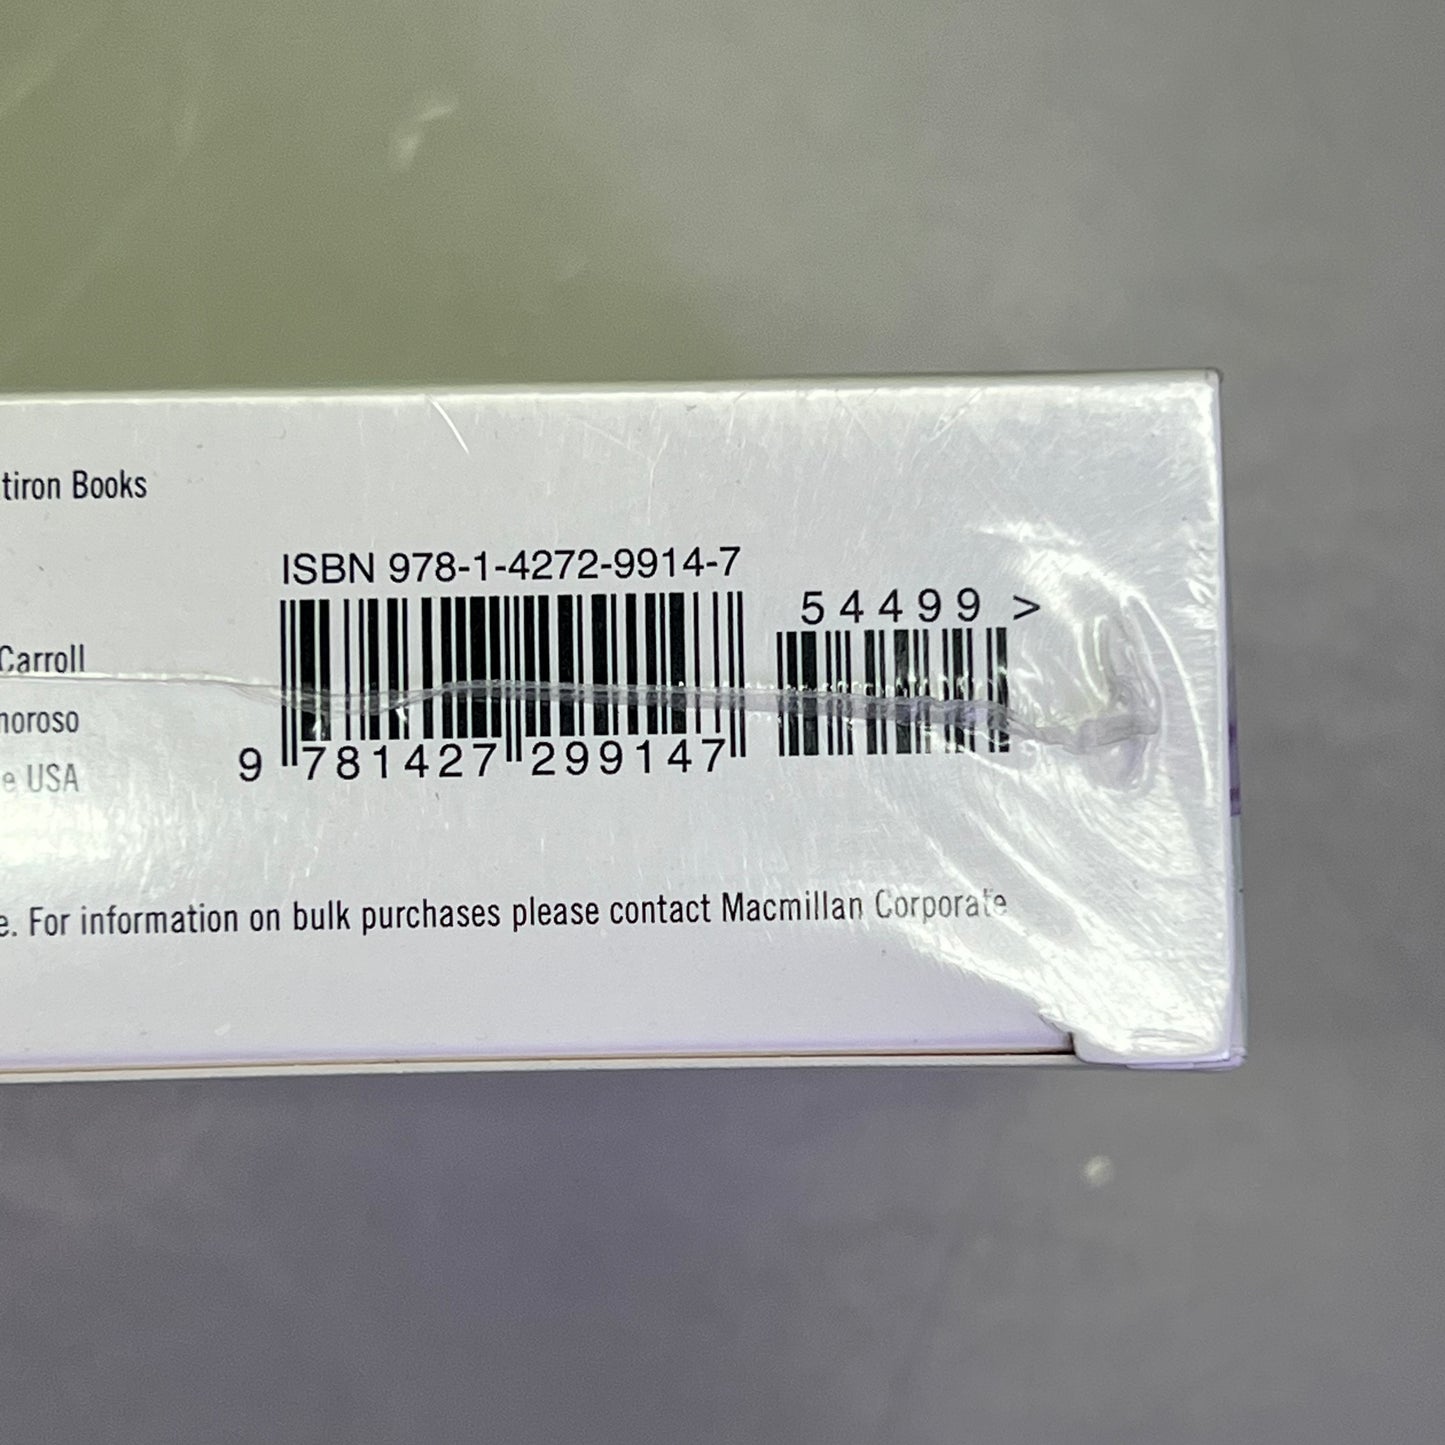 tiron Books
ISBN 978-1-4272-9914-7
54499 >
Carroll
noroso
e USA
9 781427 299147
e. For information on bulk purchases please contact Macmillan Corporate